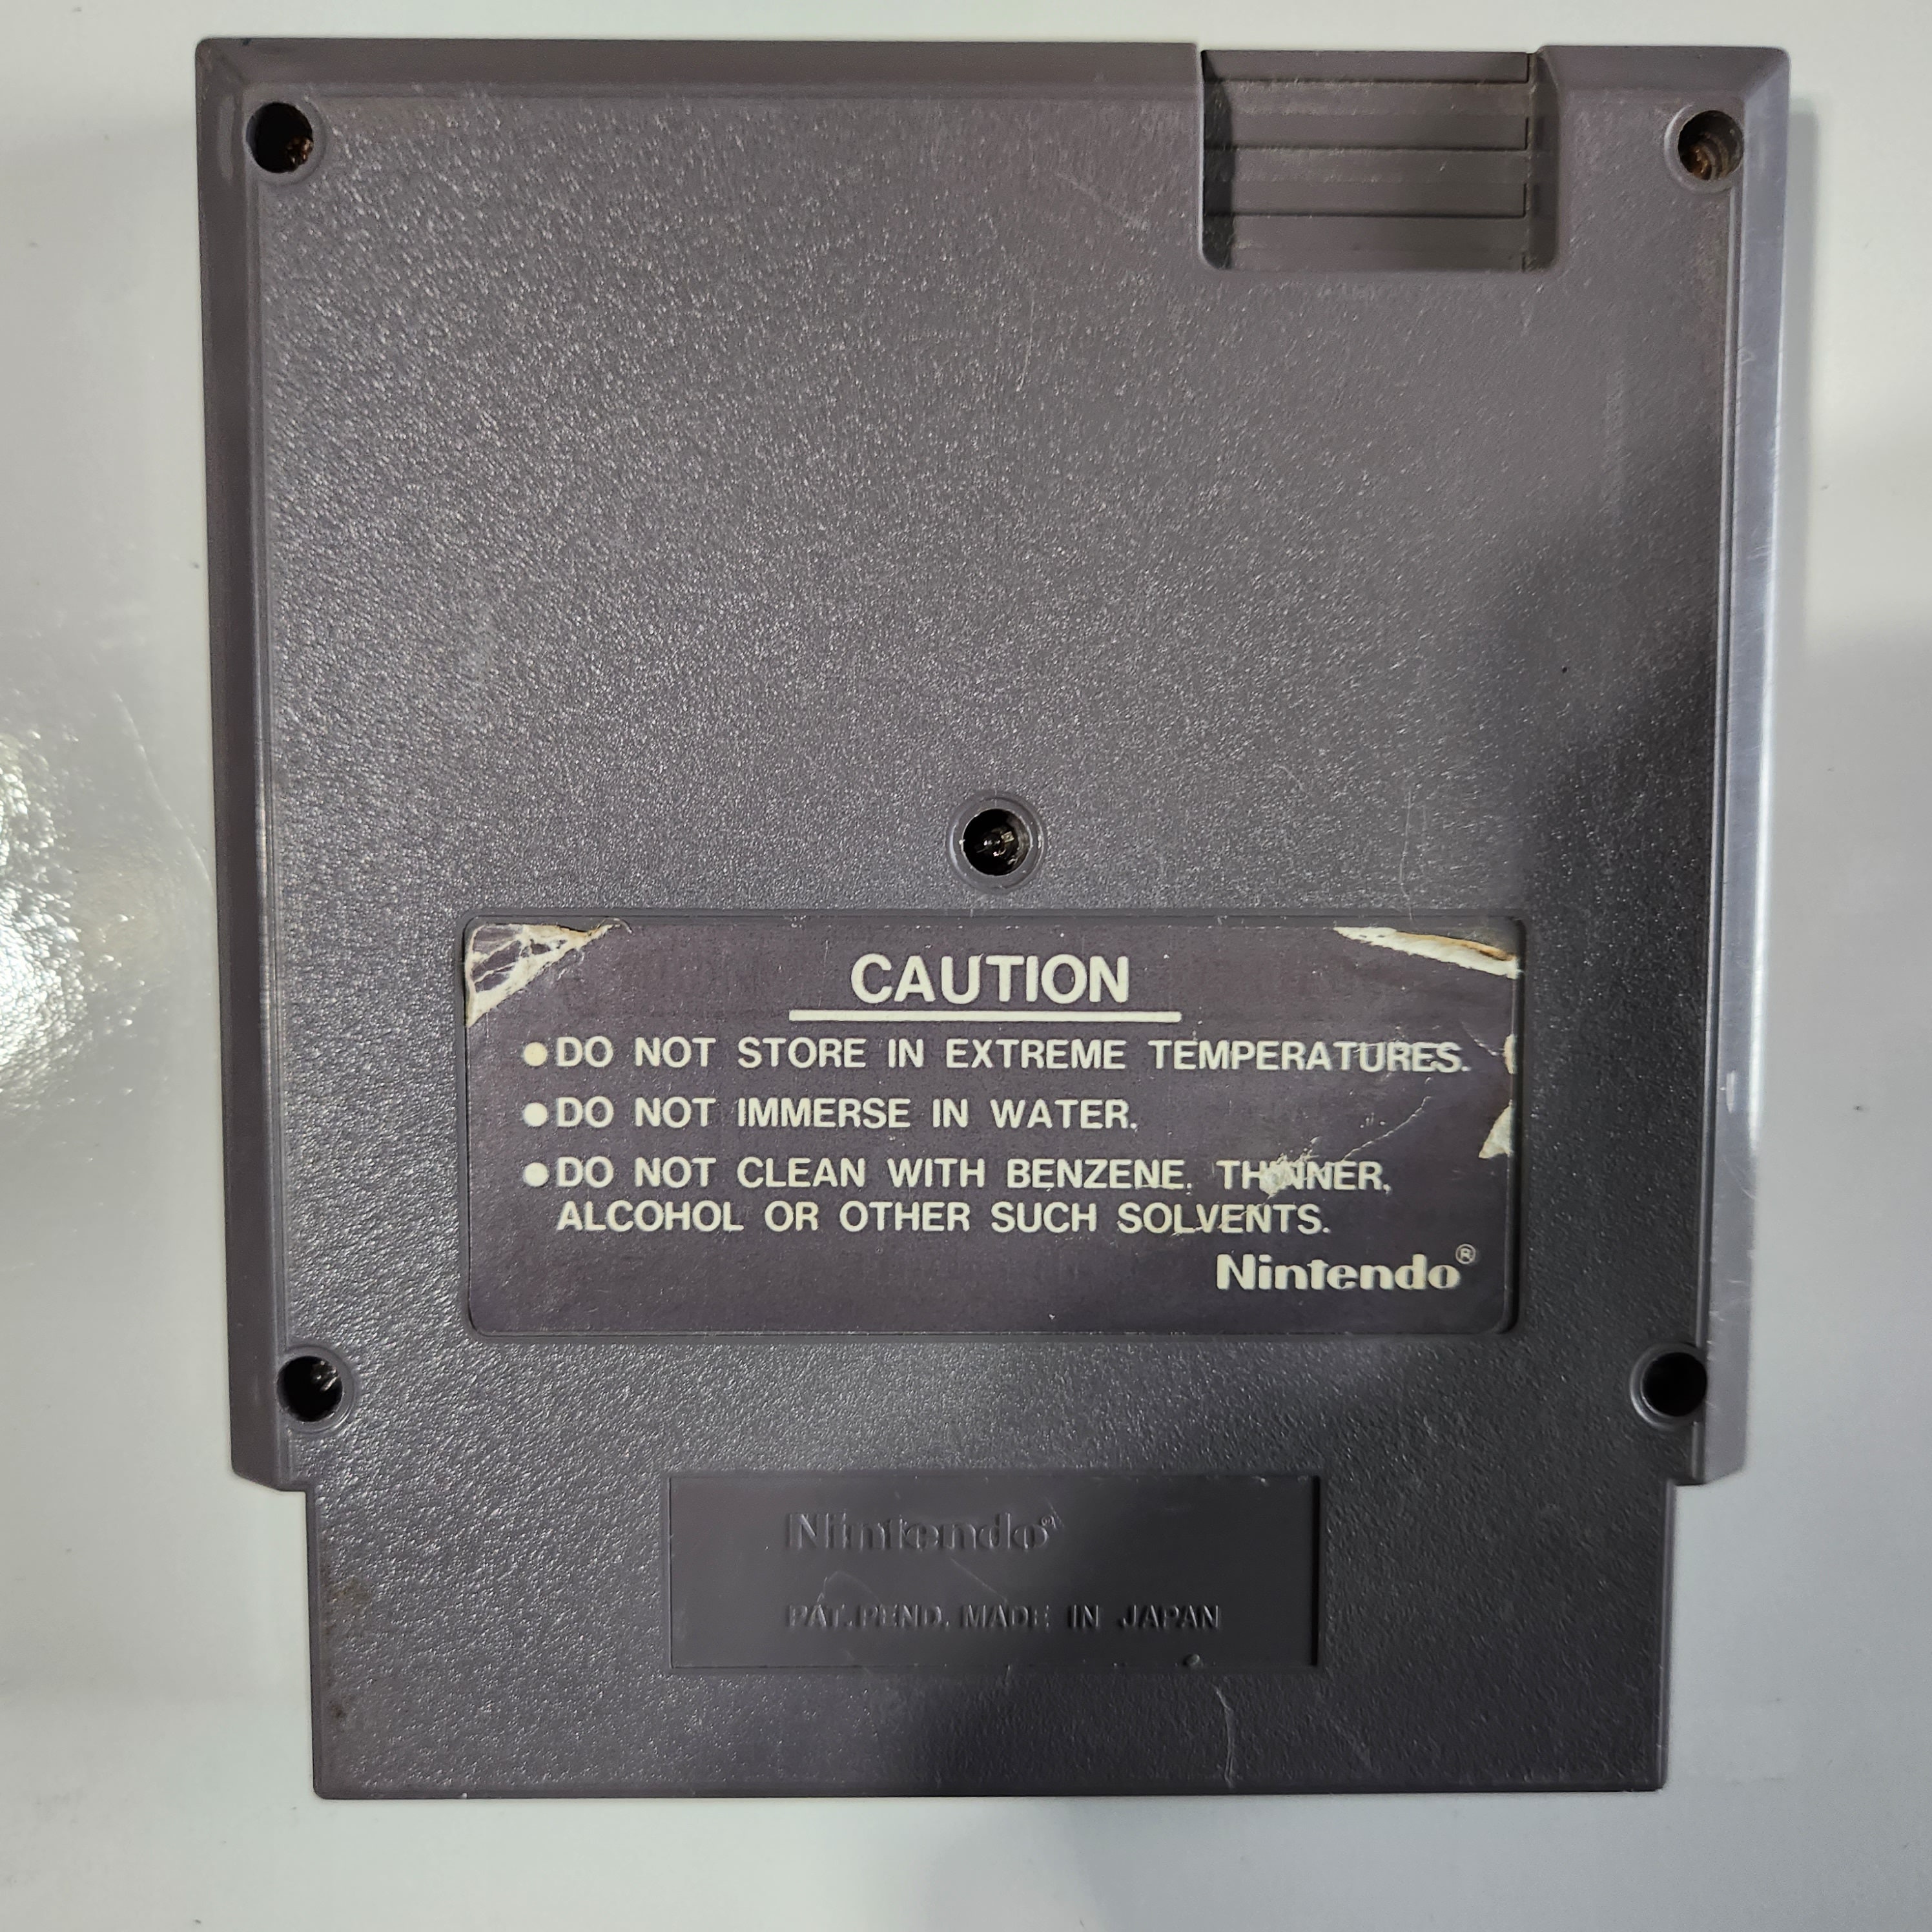 CAUTION
●DO NOT STORE IN EXTREME TEMPERATURES.
●DO NOT IMMERSE IN WATER.
●DO NOT CLEAN WITH BENZENE, THINNER,
ALCOHOL OR OTHER SUCH SOLVENTS.
Nintendo®
Nintendo®
PAT.PEND. MADE IN JAPAN